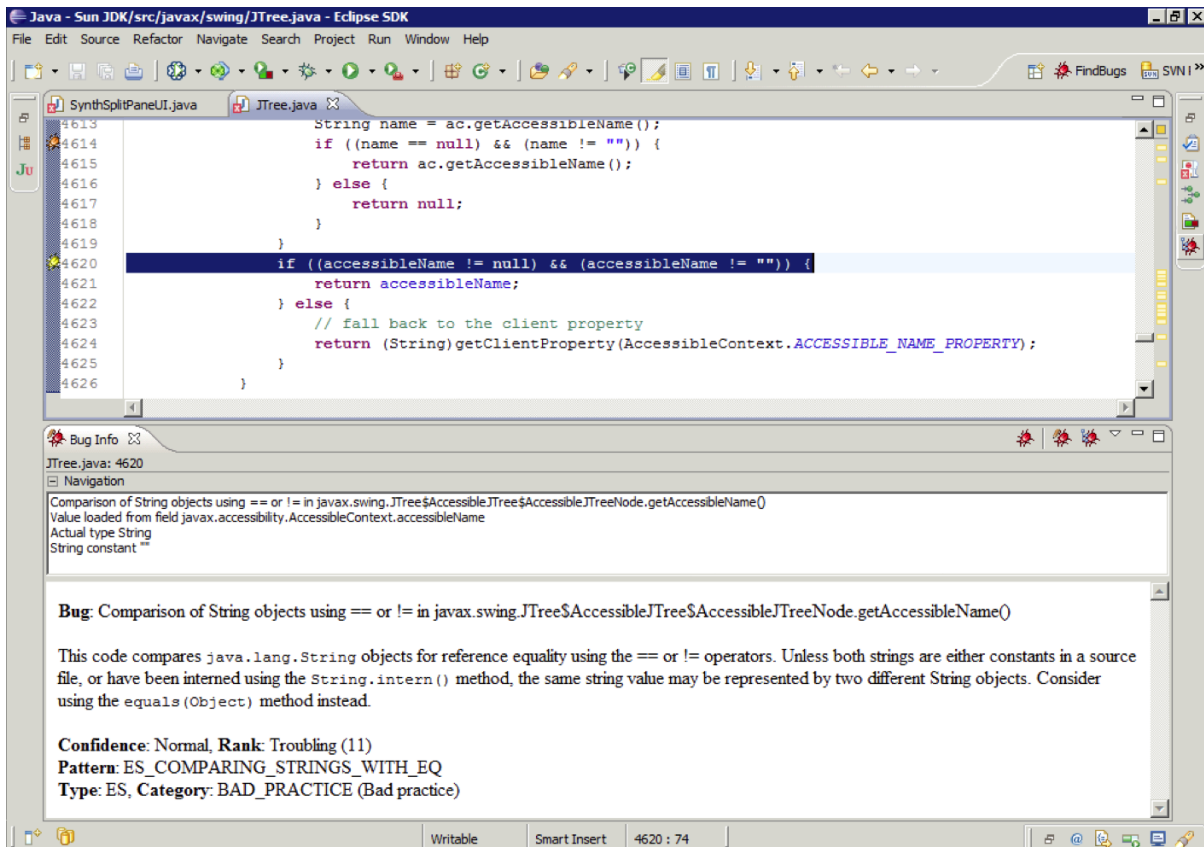 Java - Sun JDK/src/javax/swing/JTree.java - Eclipse SDK
File Edit Source Refactor Navigate Search Project Run Window Help
FindBugs SVN I
SynthSplitPaneUI.java JTree.java
4613 String name = ac.getAccessibleName();
4614 if ((name == null) && (name != "")) {
4615 return ac.getAccessibleName();
4616 } else {
4617 return null;
4618 }
4619 }
4620 if ((accessibleName != null) && (accessibleName != "")) {
4621 return accessibleName;
4622 } else {
4623 // fall back to the client property
4624 return (String)getClientProperty(AccessibleContext.ACCESSIBLE_NAME_PROPERTY);
4625 }
4626 }
Ju
Bug Info
JTree.java: 4620
Navigation
Comparison of String objects using == or != in javax.swing.JTree$AccessibleJTree$AccessibleJTreeNode.getAccessibleName()
Value loaded from field javax.accessibility.AccessibleContext.accessibleName
Actual type String
String constant ""
Bug: Comparison of String objects using == or != in javax.swing.JTree$AccessibleJTree$AccessibleJTreeNode.getAccessibleName()
This code compares java.lang.String objects for reference equality using the == or != operators. Unless both strings are either constants in a source
file, or have been interned using the String.intern() method, the same string value may be represented by two different String objects. Consider
using the equals(Object) method instead.
Confidence: Normal, Rank: Troubling (11)
Pattern: ES_COMPARING_STRINGS_WITH_EQ
Type: ES, Category: BAD_PRACTICE (Bad practice)
Writable Smart Insert 4620 : 74